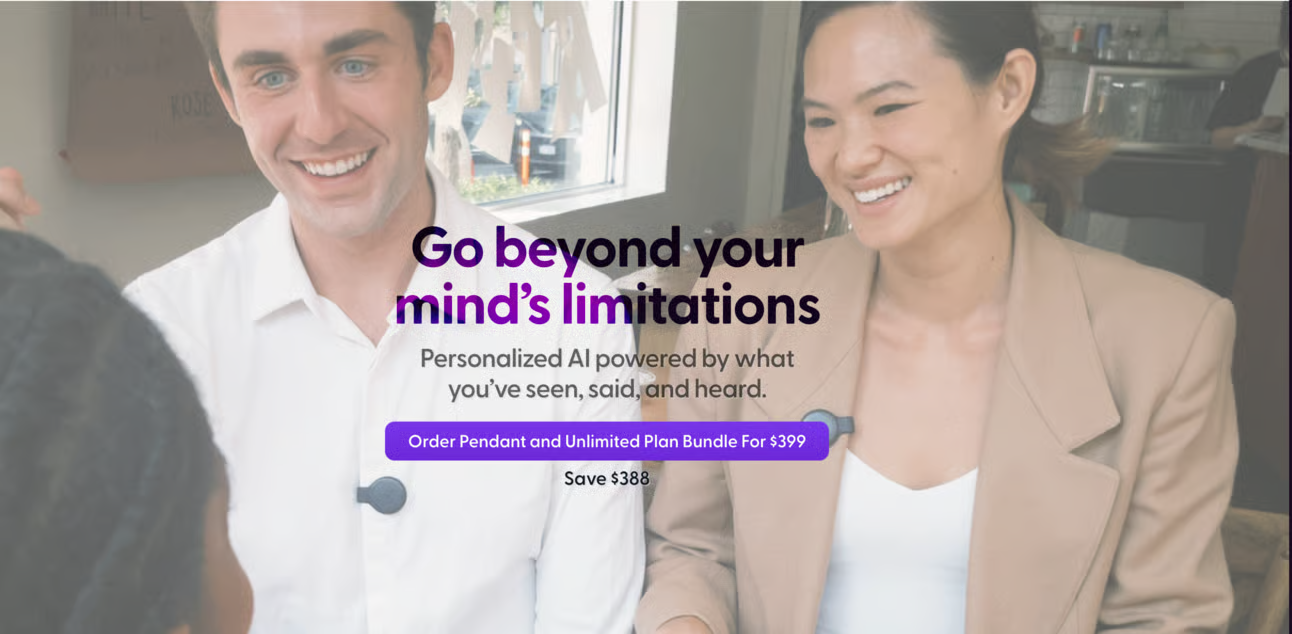 ROSE
Go beyond your
mind's limitations
Personalized AI powered by what
you've seen, said, and heard.
Order Pendant and Unlimited Plan Bundle For $399
Save $388